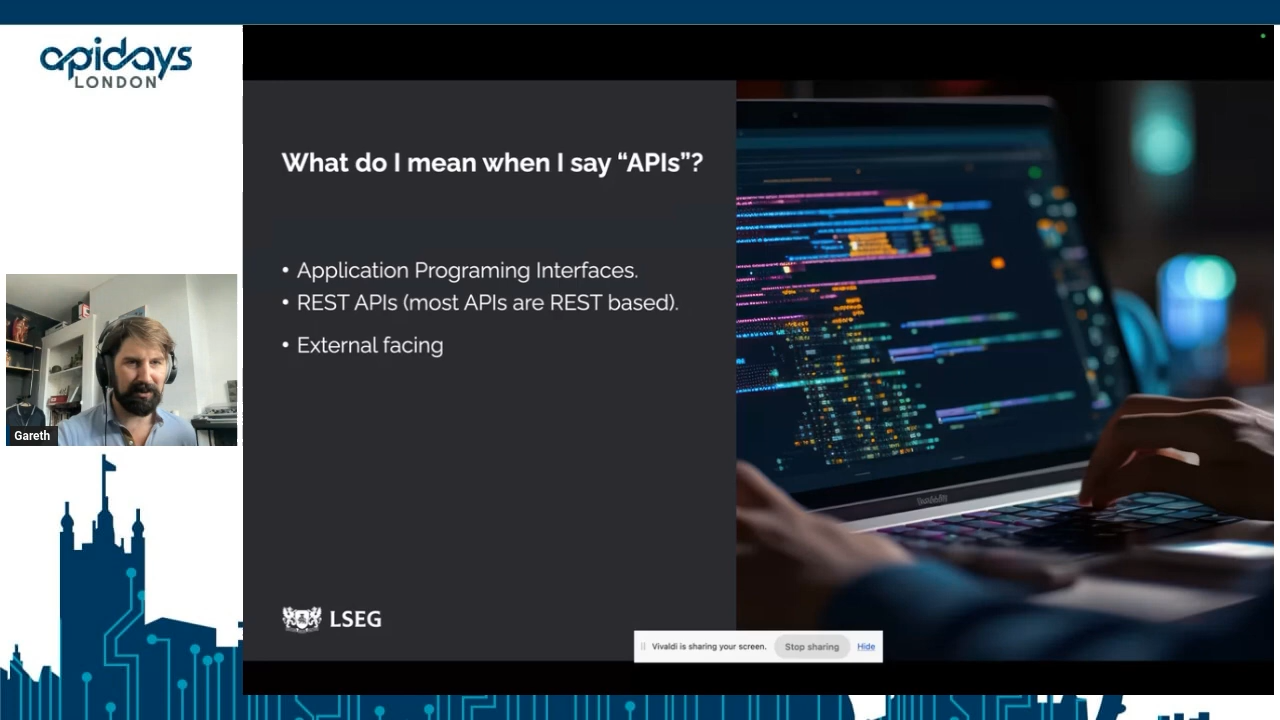 apidays
LONDON
What do I mean when I say “APIs”?
• Application Programing Interfaces.
• REST APIs (most APIs are REST based).
• External facing
Gareth
LSEG
Vivaldi is sharing your screen.
Stop sharing
Hide